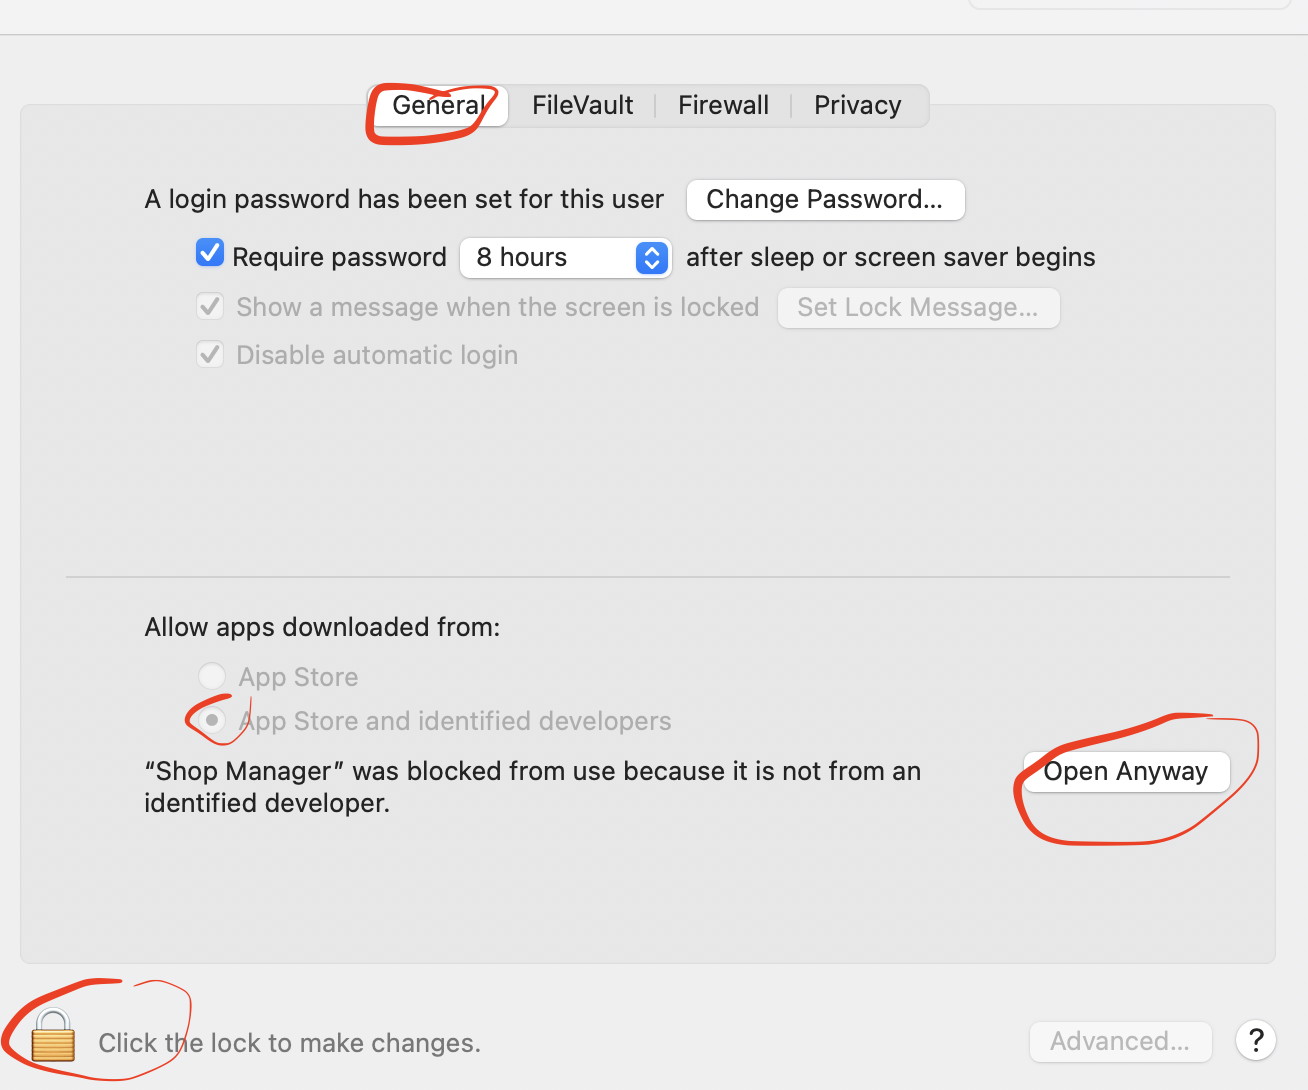 General FileVault Firewall Privacy
A login password has been set for this user Change Password...
Require password 8 hours after sleep or screen saver begins
Show a message when the screen is locked Set Lock Message...
Disable automatic login
Allow apps downloaded from:
App Store
App Store and identified developers
“Shop Manager” was blocked from use because it is not from an Open Anyway
identified developer.
Click the lock to make changes. Advanced... ?